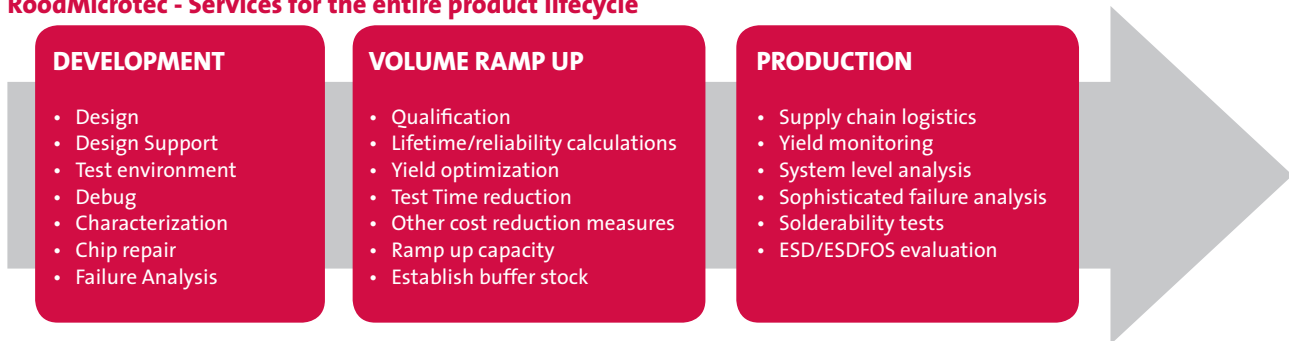 RoodMicrotec - Services for the entire product lifecycle
DEVELOPMENT
• Design
• Design Support
• Test environment
• Debug
• Characterization
• Chip repair
• Failure Analysis
VOLUME RAMP UP
• Qualification
• Lifetime/reliability calculations
• Yield optimization
• Test Time reduction
• Other cost reduction measures
• Ramp up capacity
• Establish buffer stock
PRODUCTION
• Supply chain logistics
• Yield monitoring
• System level analysis
• Sophisticated failure analysis
• Solderability tests
• ESD/ESDFOS evaluation